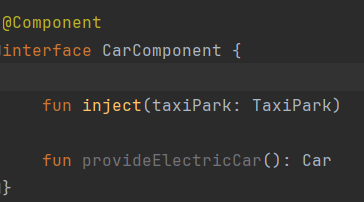 @Component
interface CarComponent {
fun inject(taxiPark: TaxiPark)
fun provideElectricCar(): Car
}